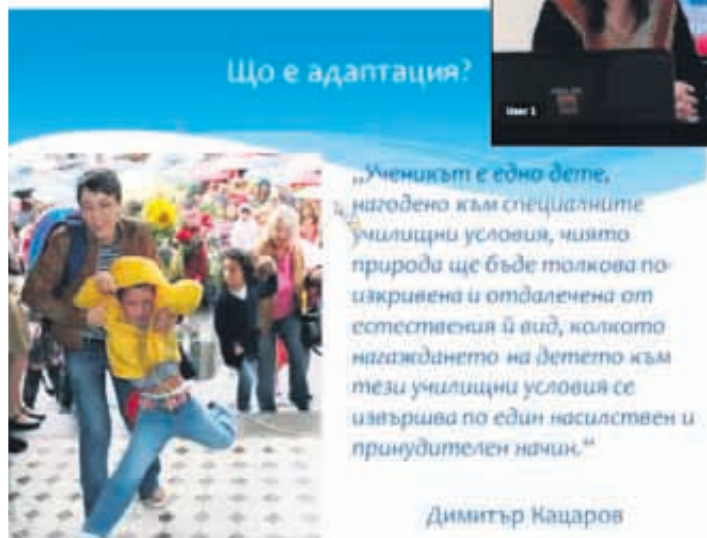 Що е адаптация?
User 1
„Ученикът е едно дете,
нагодено към специалните
училищни условия, чиято
природа ще бъде толкова по-
изкривена и отдалечена от
естествения ѝ вид, колкото
нагаждането на детето към
тези училищни условия се
извършва по един насилствен и
принудителен начин.“
Димитър Кацаров